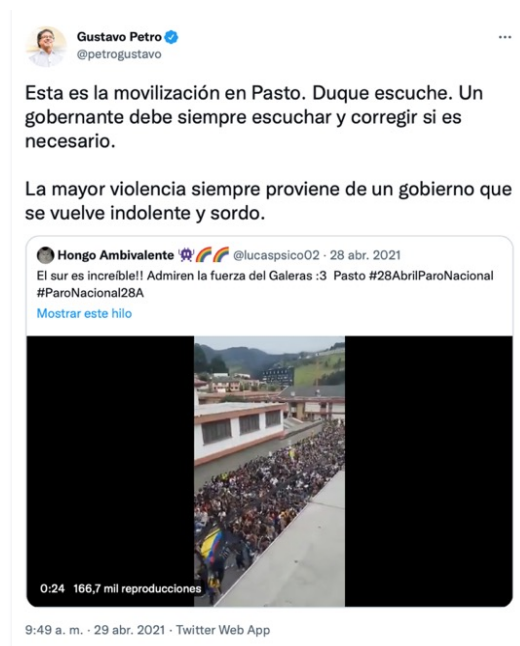 Gustavo Petro
@petrogustavo
Esta es la movilización en Pasto. Duque escuche. Un
gobernante debe siempre escuchar y corregir si es
necesario.
La mayor violencia siempre proviene de un gobierno que
se vuelve indolente y sordo.
Hongo Ambivalente 👾🌈🌈 @lucaspsico02 · 28 abr. 2021
El sur es increíble!! Admiren la fuerza del Galeras :3 Pasto #28AbrilParoNacional
#ParoNacional28A
Mostrar este hilo
0:24 166,7 mil reproducciones
9:49 a. m. · 29 abr. 2021 · Twitter Web App